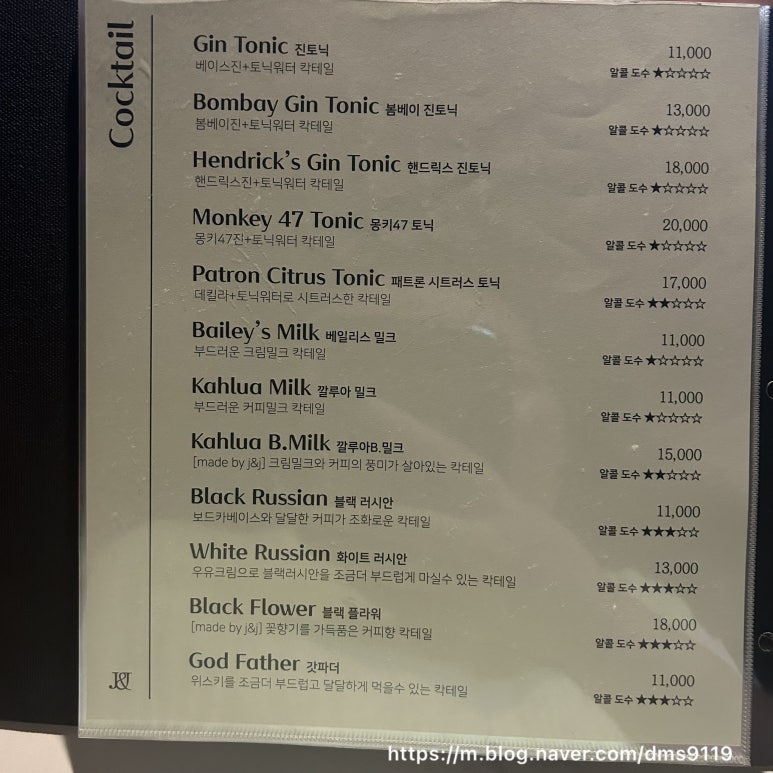 Cocktail
Gin Tonic 진토닉 11,000
베이스진+토닉워터 칵테일 알콜 도수 ★☆☆☆☆
Bombay Gin Tonic 봄베이 진토닉 13,000
봄베이진+토닉워터 칵테일 알콜 도수 ★☆☆☆☆
Hendrick's Gin Tonic 핸드릭스 진토닉 18,000
핸드릭스진+토닉워터 칵테일 알콜 도수 ★☆☆☆☆
Monkey 47 Tonic 몽키47 토닉 20,000
몽키47진+토닉워터 칵테일 알콜 도수 ★☆☆☆☆
Patron Citrus Tonic 패트론 시트러스 토닉 17,000
데킬라+토닉워터로 시트러스한 칵테일 알콜 도수 ★★☆☆☆
Bailey's Milk 베일리스 밀크 11,000
부드러운 크림밀크 칵테일 알콜 도수 ★☆☆☆☆
Kahlua Milk 깔루아 밀크 11,000
부드러운 커피밀크 칵테일 알콜 도수 ★☆☆☆☆
Kahlua B.Milk 깔루아B.밀크 15,000
[made by j&j] 크림밀크와 커피의 풍미가 살아있는 칵테일 알콜 도수 ★★☆☆☆
Black Russian 블랙 러시안 11,000
보드카베이스와 달달한 커피가 조화로운 칵테일 알콜 도수 ★★★☆☆
White Russian 화이트 러시안 13,000
우유크림으로 블랙러시안을 조금더 부드럽게 마실수 있는 칵테일 알콜 도수 ★★★☆☆
Black Flower 블랙 플라워 18,000
[made by j&j] 꽃향기를 가득품은 커피향 칵테일 알콜 도수 ★★★☆☆
God Father 갓파더 11,000
위스키를 조금더 부드럽고 달달하게 먹을수 있는 칵테일 알콜 도수 ★★★☆☆
J&J
https://m.blog.naver.com/dms9119